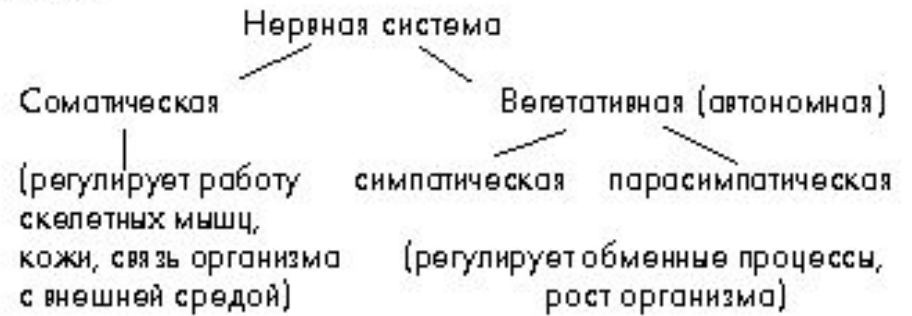 Нервная система
Соматическая
Вегетативная (автономная)
(регулирует работу
скелетных мышц,
кожи, связь организма
с внешней средой)
симпатическая
парасимпатическая
(регулирует обменные процессы,
рост организма)